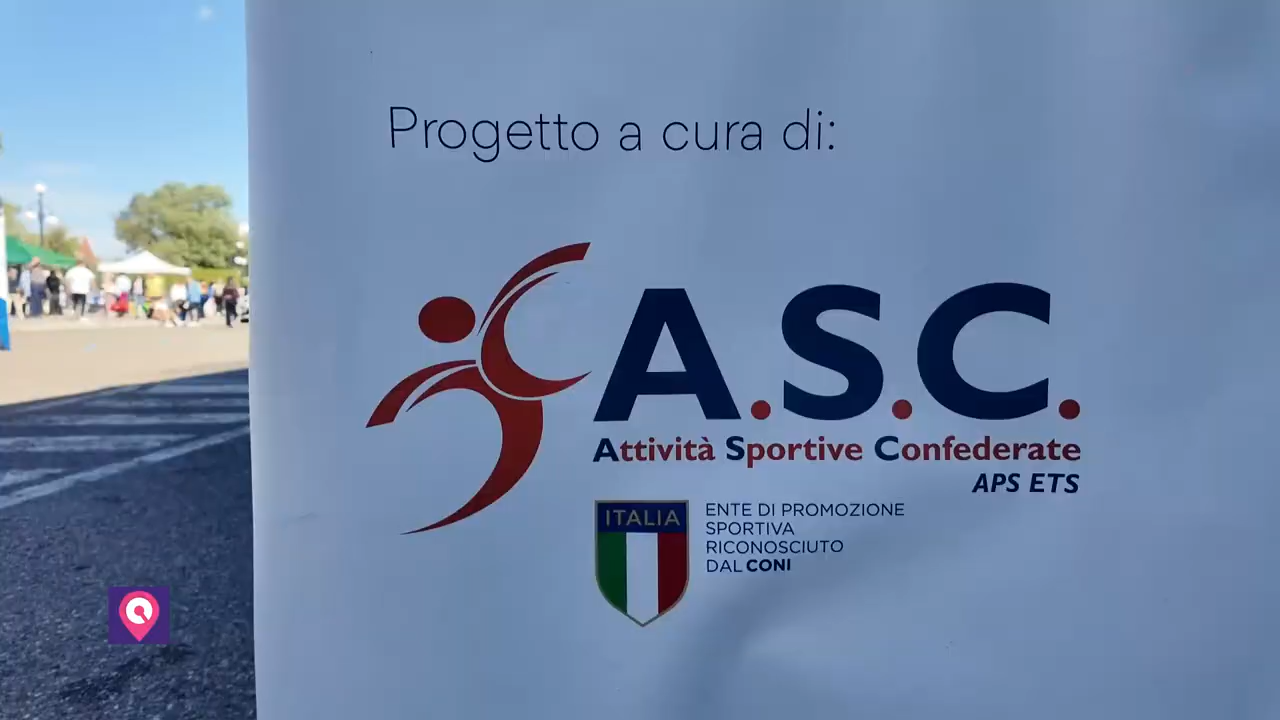 Progetto a cura di:
A.S.C.
Attività Sportive Confederate
APS ETS
ITALIA
ENTE DI PROMOZIONE
SPORTIVA
RICONOSCIUTO
DAL CONI